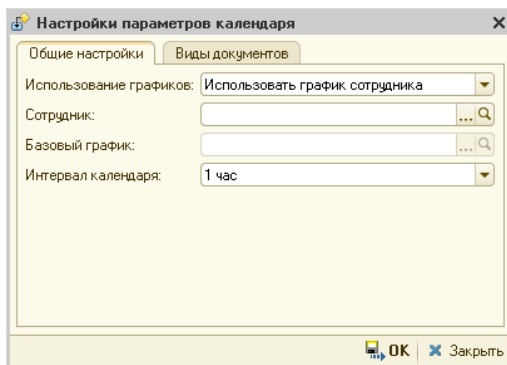 Настройки параметров календаря
Общие настройки Виды документов
Использование графиков: Использовать график сотрудника
Сотрудник: ...
Базовый график: ...
Интервал календаря: 1 час
OK Закрыть